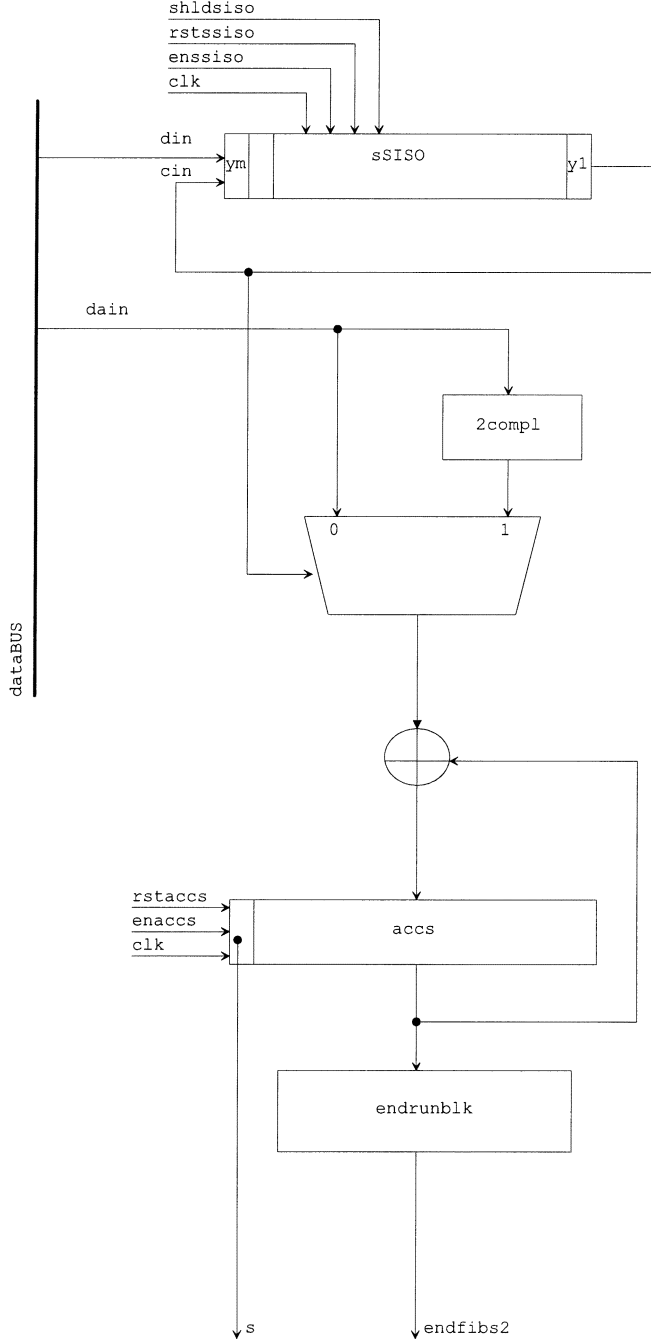 shldsiso
rstssiso
enssiso
clk
din
cin
ym
sSISO
y1
dain
2compl
0
1
dataBUS
rstaccs
enaccs
clk
accs
endrunblk
s
endfibs2